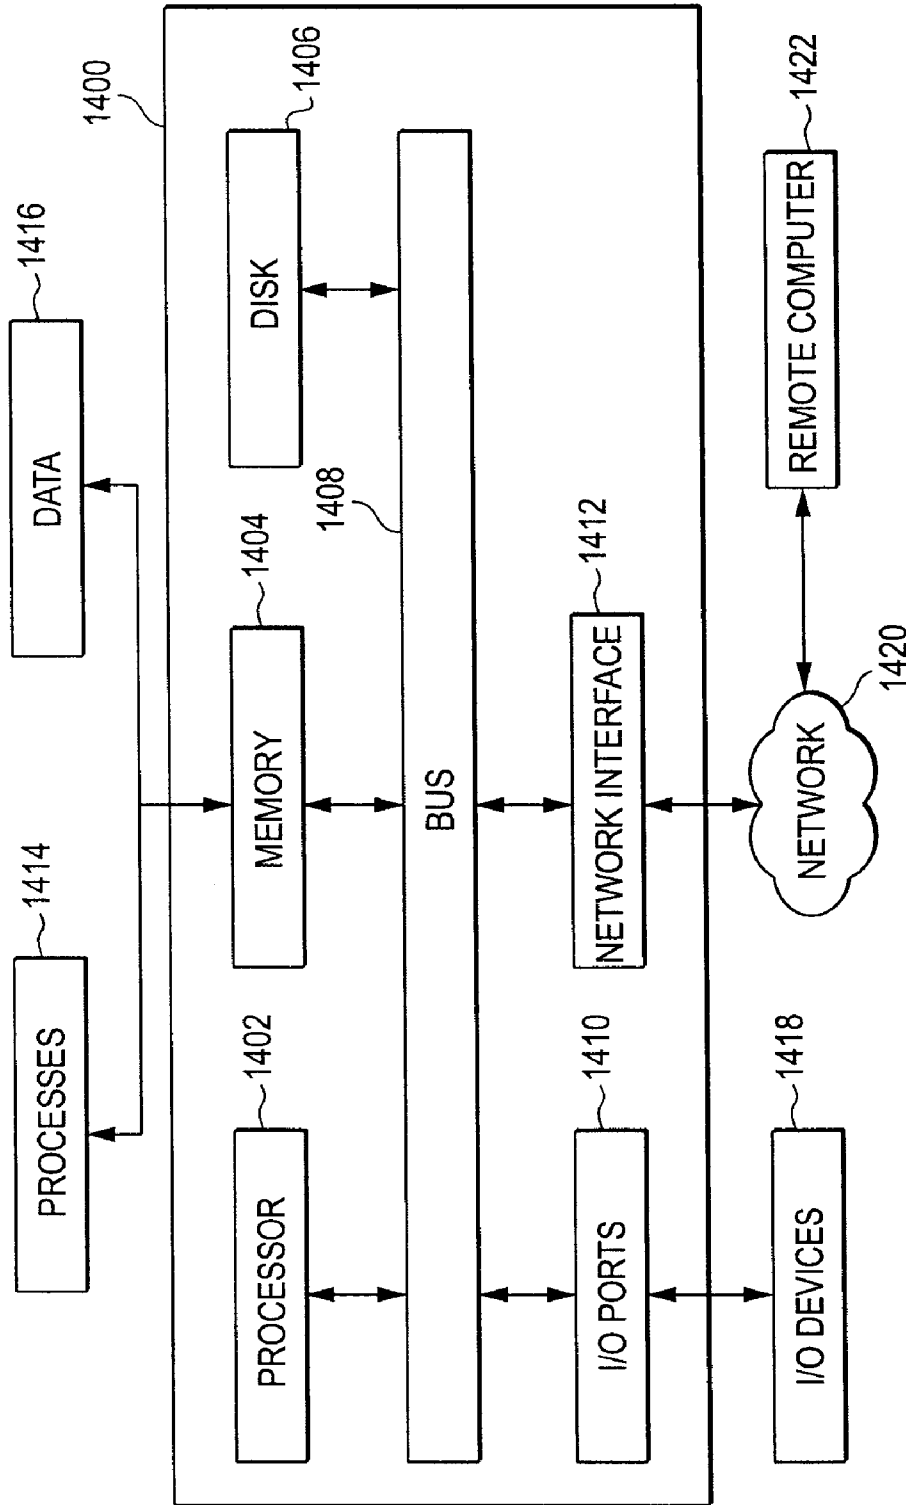 PROCESSES
1414
DATA
1416
1400
PROCESSOR
1402
MEMORY
1404
DISK
1406
BUS
1408
I/O PORTS
1410
NETWORK INTERFACE
1412
I/O DEVICES
1418
NETWORK
1420
REMOTE COMPUTER
1422